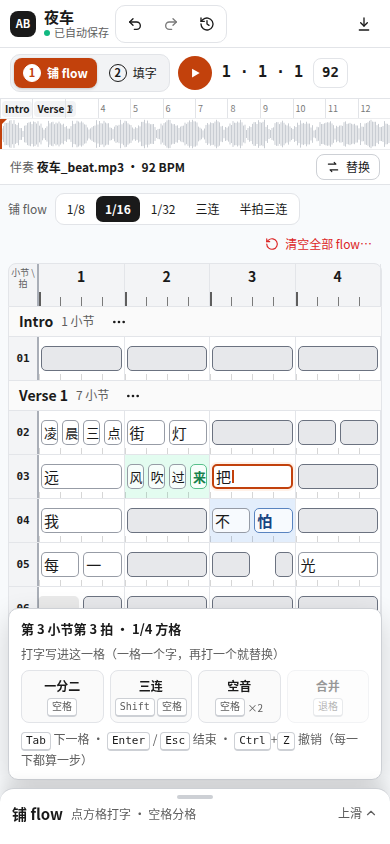 AB 夜车
已自动保存
1 铺 flow 2 填字 1 · 1 · 1 92
Intro Verse 1 4 5 6 7 8 9 10 11 12
伴奏 夜车_beat.mp3 · 92 BPM 替换
铺 flow 1/8 1/16 1/32 三连 半拍三连
清空全部 flow…
小节 \ 拍 1 2 3 4
Intro 1 小节 ···
01
Verse 1 7 小节 ···
02 凌 晨 三 点 街 灯
03 远 风 吹 过 来 把
04 我 不 怕
05 每 一 光
第 3 小节第 3 拍 · 1/4 方格
打字写进这一格（一格一个字，再打一个就替换）
一分二 三连 空音 合并
空格 Shift 空格 空格 ×2 退格
Tab 下一格 · Enter / Esc 结束 · Ctrl+Z 撤销（每一
下都算一步）
铺 flow 点方格打字 · 空格分格 上滑